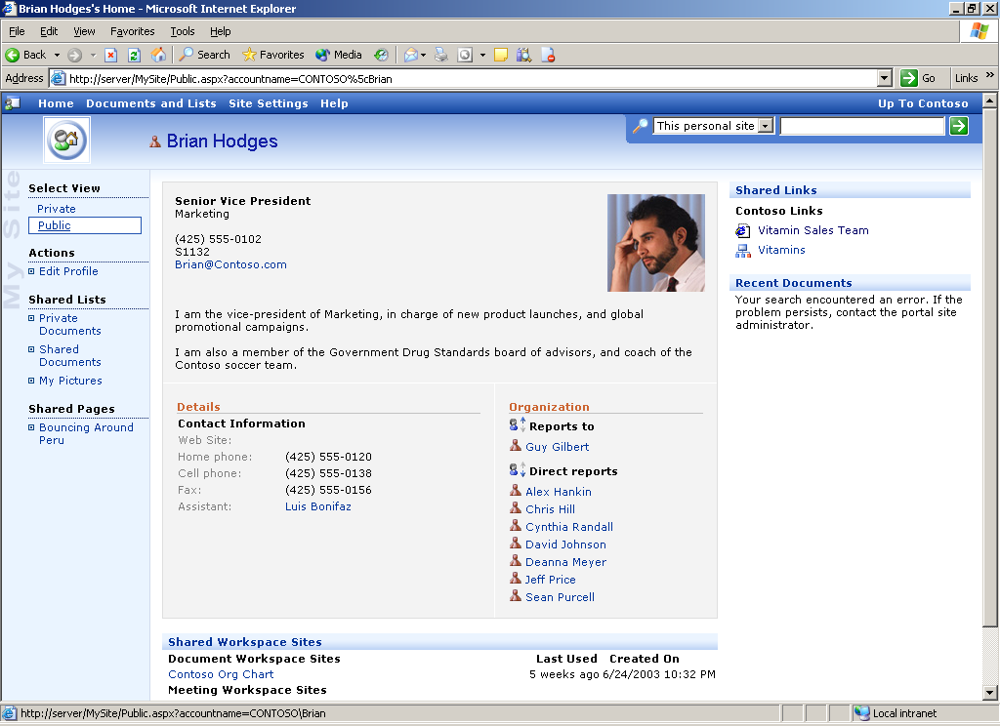 Brian Hodges's Home - Microsoft Internet Explorer
File Edit View Favorites Tools Help
Back Search Favorites Media
Address http://server/MySite/Public.aspx?accountname=CONTOSO%5cBrian Go Links »
Home Documents and Lists Site Settings Help Up To Contoso
Brian Hodges
This personal site
My Site
Select View
Private
Public
Actions
Edit Profile
Shared Lists
Private
Documents
Shared
Documents
My Pictures
Shared Pages
Bouncing Around
Peru
Senior Vice President
Marketing
(425) 555-0102
S1132
Brian@Contoso.com
I am the vice-president of Marketing, in charge of new product launches, and global
promotional campaigns.
I am also a member of the Government Drug Standards board of advisors, and coach of the
Contoso soccer team.
Details
Contact Information
Web Site:
Home phone: (425) 555-0120
Cell phone: (425) 555-0138
Fax: (425) 555-0156
Assistant: Luis Bonifaz
Organization
Reports to
Guy Gilbert
Direct reports
Alex Hankin
Chris Hill
Cynthia Randall
David Johnson
Deanna Meyer
Jeff Price
Sean Purcell
Shared Workspace Sites
Document Workspace Sites Last Used Created On
Contoso Org Chart 5 weeks ago 6/24/2003 10:32 PM
Meeting Workspace Sites
Shared Links
Contoso Links
Vitamin Sales Team
Vitamins
Recent Documents
Your search encountered an error. If the
problem persists, contact the portal site
administrator.
http://server/MySite/Public.aspx?accountname=CONTOSO\Brian Local intranet